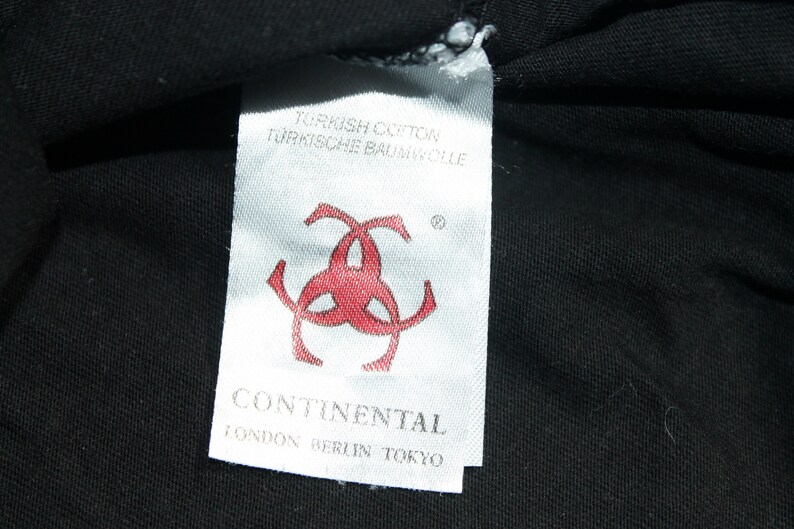 TURKISH COTTON
TÜRKISCHE BAUMWOLLE
®
CONTINENTAL
LONDON BERLIN TOKYO